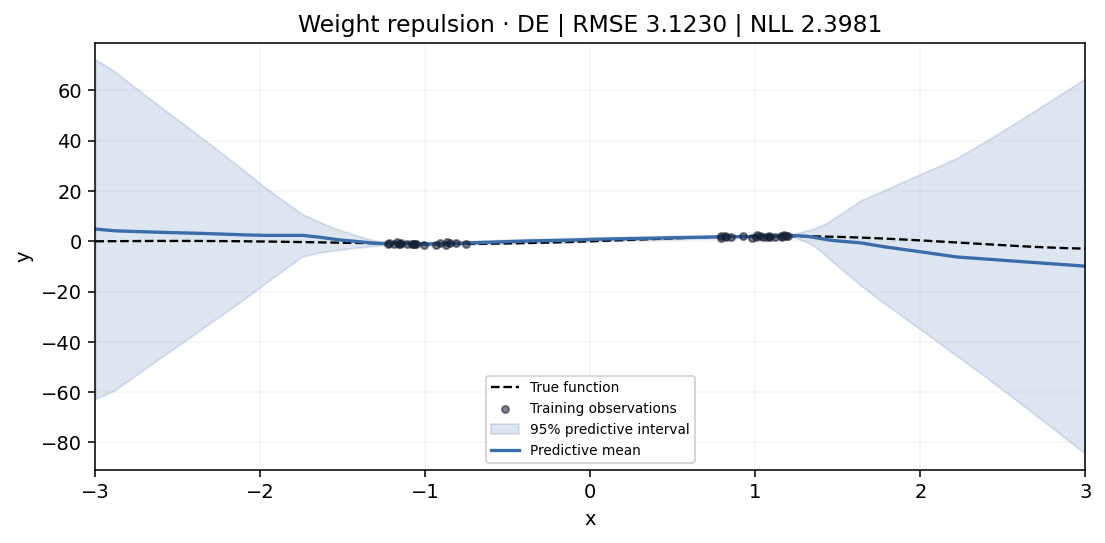 Weight repulsion · DE | RMSE 3.1230 | NLL 2.3981
y
60
40
20
0
−20
−40
−60
−80
True function
Training observations
95% predictive interval
Predictive mean
−3 −2 −1 0 1 2 3
x